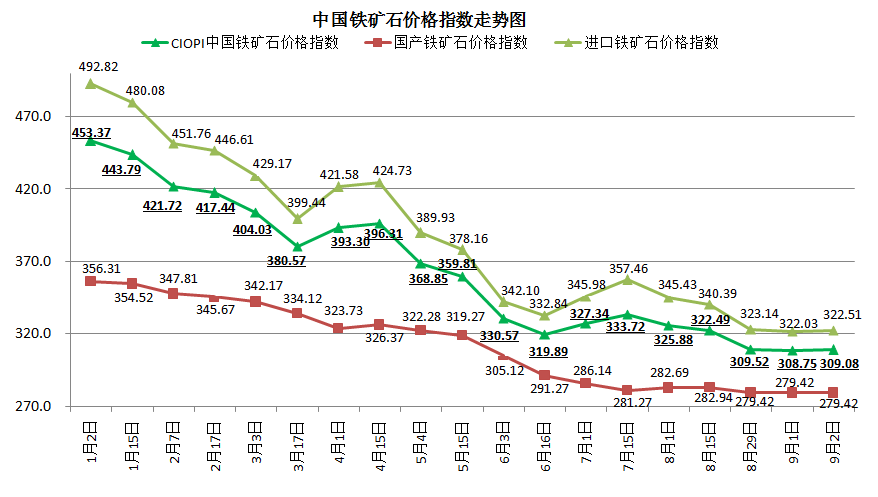 中国铁矿石价格指数走势图
CIOPI中国铁矿石价格指数 国产铁矿石价格指数 进口铁矿石价格指数
492.82 480.08 451.76 446.61 429.17 399.44 421.58 424.73 389.93 378.16 342.10 332.84 345.98 357.46 345.43 340.39 323.14 322.03 322.51
453.37 443.79 421.72 417.44 404.03 380.57 393.30 396.31 368.85 359.81 330.57 319.89 327.34 333.72 325.88 322.49 309.52 308.75 309.08
356.31 354.52 347.81 345.67 342.17 334.12 323.73 326.37 322.28 319.27 305.12 291.27 286.14 281.27 282.69 282.94 279.42 279.42 279.42
470.0
420.0
370.0
320.0
270.0
1月2日 1月15日 2月7日 2月17日 3月3日 3月17日 4月1日 4月15日 5月4日 5月15日 6月3日 6月16日 7月1日 7月15日 8月1日 8月15日 8月29日 9月1日 9月2日